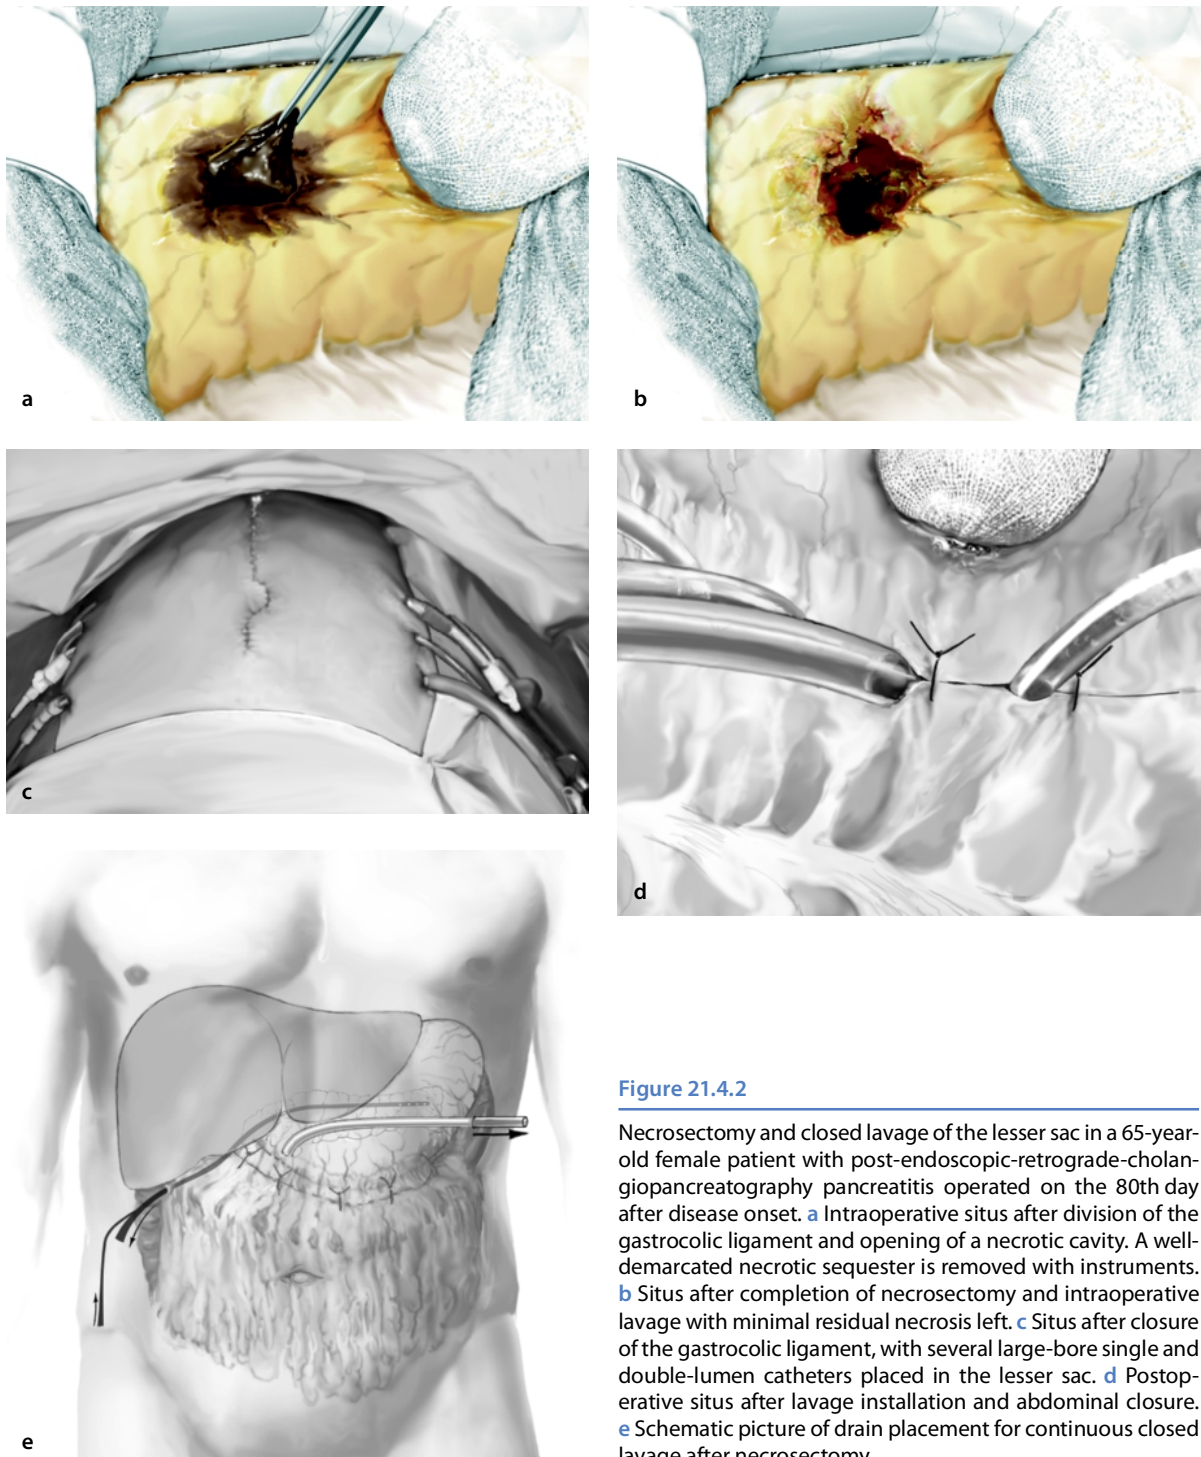 a
b
c
d
e
Figure 21.4.2
Necrosectomy and closed lavage of the lesser sac in a 65-year-
old female patient with post-endoscopic-retrograde-cholan-
giopancreatography pancreatitis operated on the 80th day
after disease onset. a Intraoperative situs after division of the
gastrocolic ligament and opening of a necrotic cavity. A well-
demarcated necrotic sequester is removed with instruments.
b Situs after completion of necrosectomy and intraoperative
lavage with minimal residual necrosis left. c Situs after closure
of the gastrocolic ligament, with several large-bore single and
double-lumen catheters placed in the lesser sac. d Postop-
erative situs after lavage installation and abdominal closure.
e Schematic picture of drain placement for continuous closed
lavage after necrosectomy